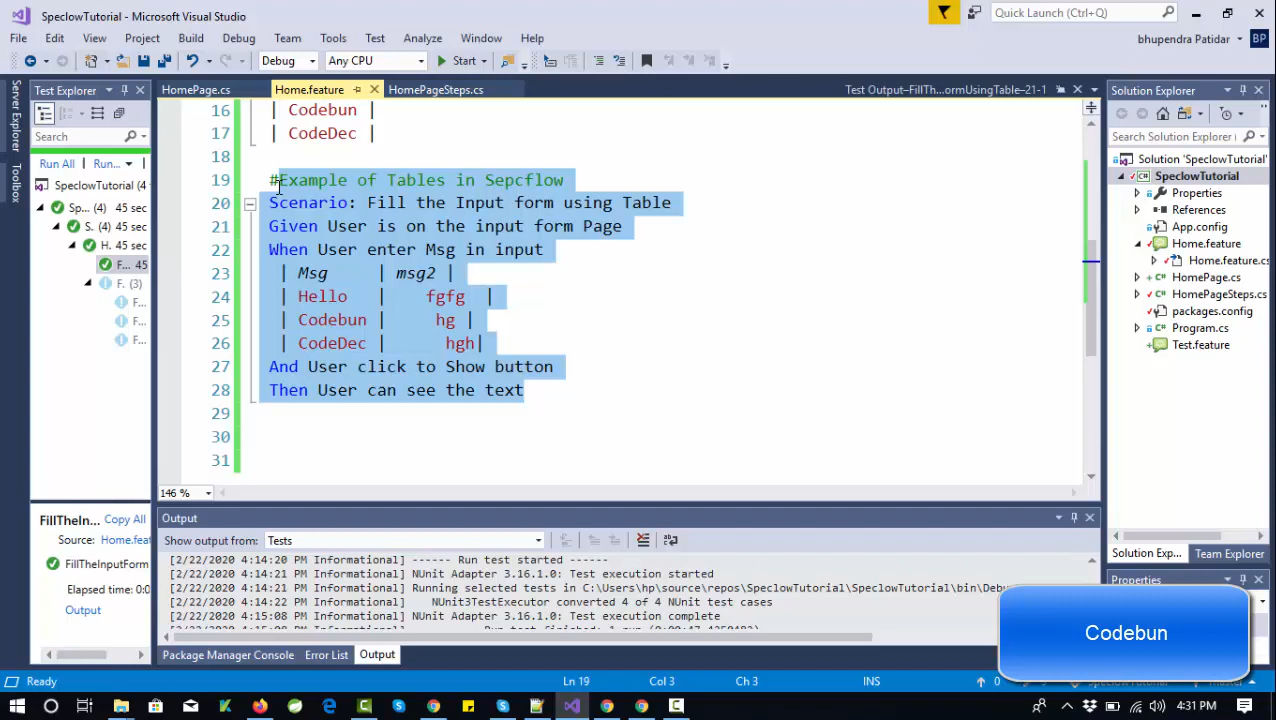 SpeclowTutorial - Microsoft Visual Studio
Quick Launch (Ctrl+Q)
File Edit View Project Build Debug Team Tools Test Analyze Window Help
bhupendra Patidar BP
Debug Any CPU Start
Server Explorer
Toolbox
Test Explorer
Search
Run All Run...
SpeclowTutorial (4
Sp... (4) 45 sec
S. (4) 45 sec
H. 45 sec
F... 45
F. (3)
F...
F...
F...
FillTheIn... Copy All
Source: Home.feat
FillTheInputForm
Elapsed time: 0:0
Output
HomePage.cs Home.feature HomePageSteps.cs Test Output–FillTh...ormUsingTable–21-1
16 | Codebun |
17 | CodeDec |
18
19 #Example of Tables in Sepcflow
20 Scenario: Fill the Input form using Table
21 Given User is on the input form Page
22 When User enter Msg in input
23 | Msg | msg2 |
24 | Hello | fgfg |
25 | Codebun | hg |
26 | CodeDec | hgh|
27 And User click to Show button
28 Then User can see the text
29
30
31
146 %
Output
Show output from: Tests
[2/22/2020 4:14:20 PM Informational] ------ Run test started ------
[2/22/2020 4:14:21 PM Informational] NUnit Adapter 3.16.1.0: Test execution started
[2/22/2020 4:14:21 PM Informational] Running selected tests in C:\Users\hp\source\repos\SpeclowTutorial\SpeclowTutorial\bin\Debu
[2/22/2020 4:14:22 PM Informational] NUnit3TestExecutor converted 4 of 4 NUnit test cases
[2/22/2020 4:15:08 PM Informational] NUnit Adapter 3.16.1.0: Test execution complete
Package Manager Console Error List Output
Solution Explorer
Search Solution Explorer
Solution 'SpeclowTutorial'
SpeclowTutorial
Properties
References
App.config
Home.feature
Home.feature.cs
HomePage.cs
HomePageSteps.cs
packages.config
Program.cs
Test.feature
Solution Exp... Team Explorer
Properties
Codebun
Ready Ln 19 Col 3 Ch 3 INS 0
4:31 PM